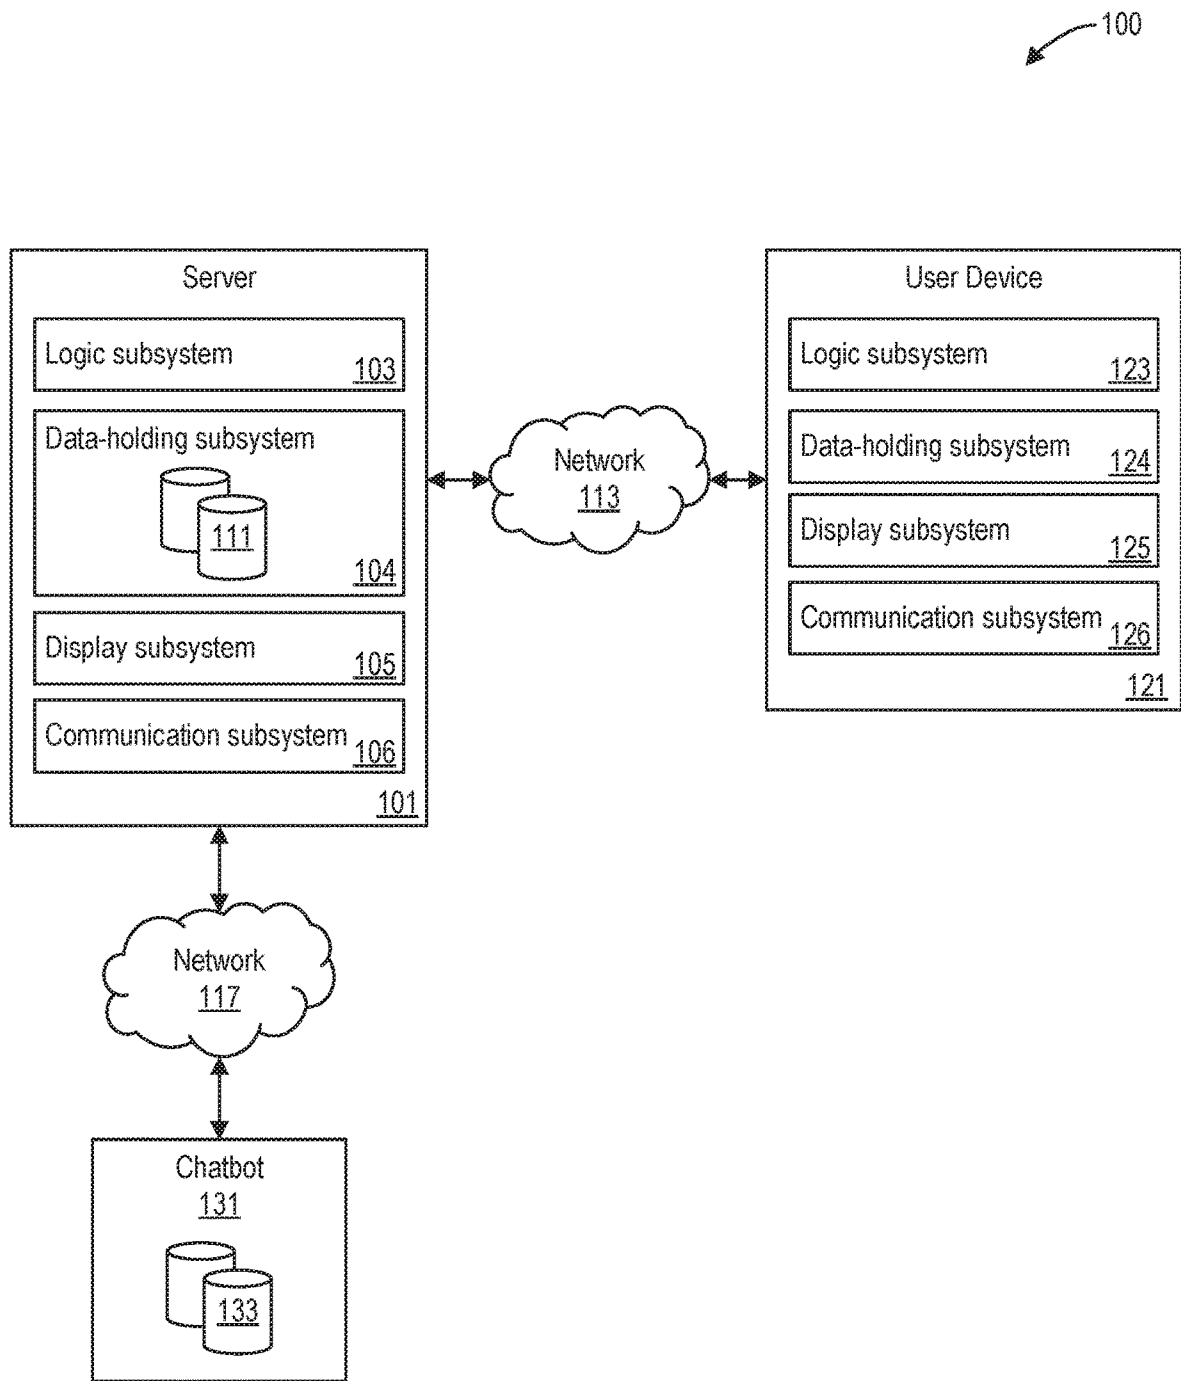 100
Server
Logic subsystem
103
Data-holding subsystem
111
104
Display subsystem
105
Communication subsystem
106
101
Network
113
User Device
Logic subsystem
123
Data-holding subsystem
124
Display subsystem
125
Communication subsystem
126
121
Network
117
Chatbot
131
133